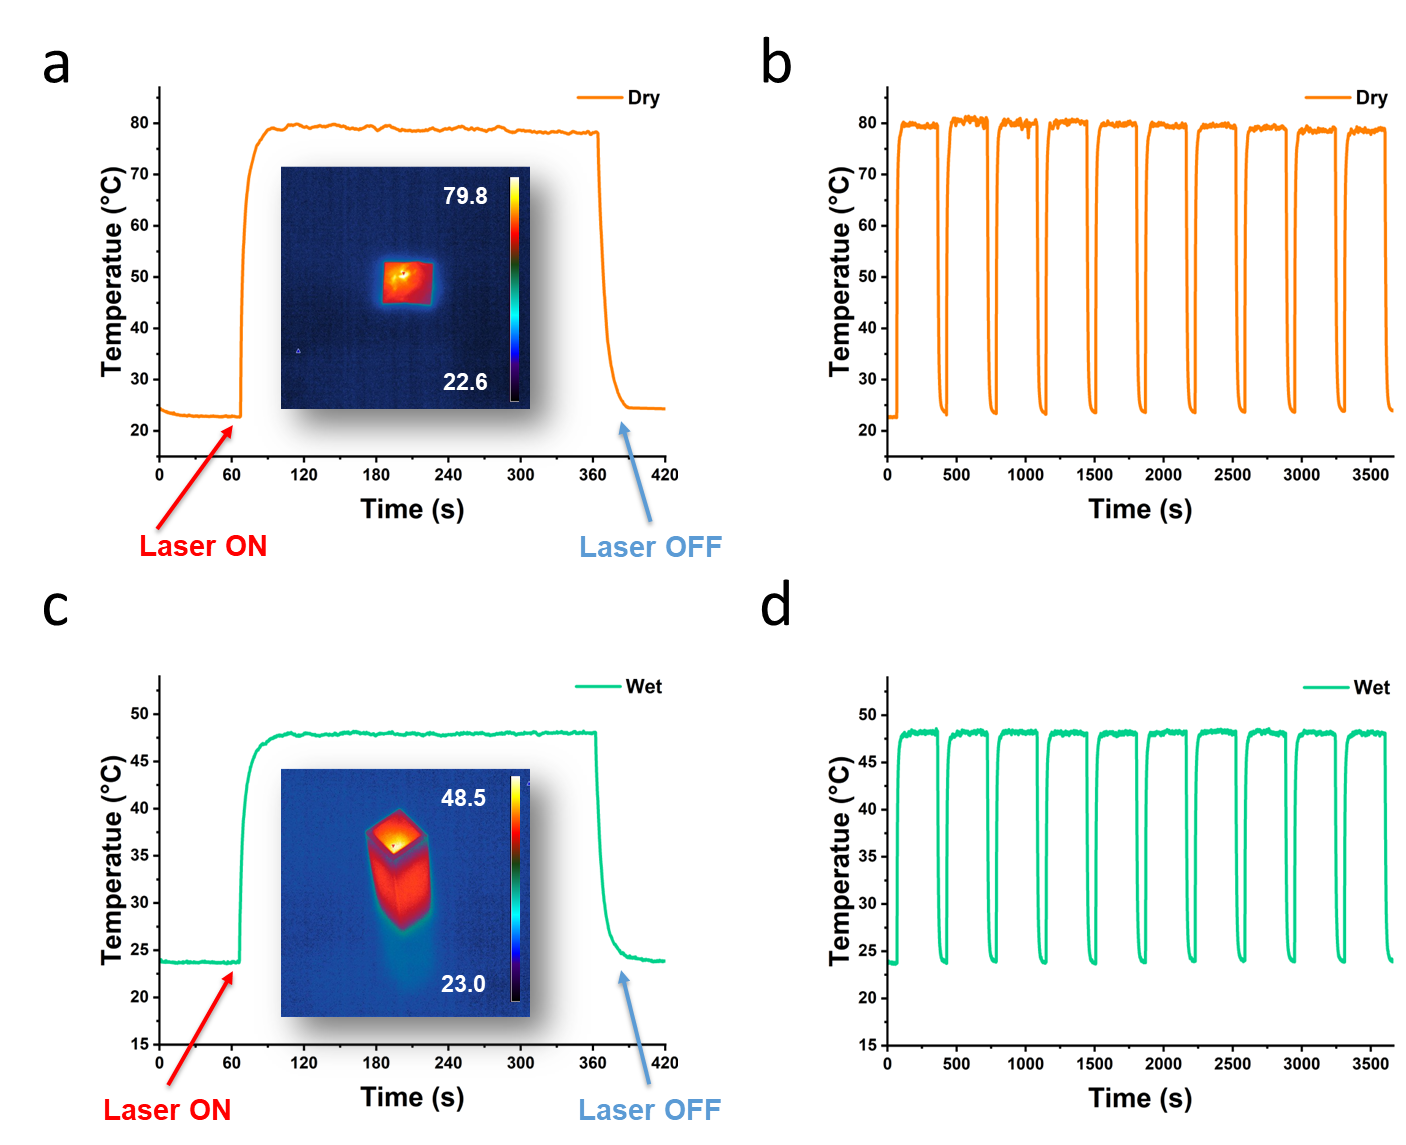 a
Dry
80
70
60
50
40
30
20
Temperatue (°C)
79.8
22.6
0 60 120 180 240 300 360 420
Time (s)
Laser ON
Laser OFF
b
Dry
80
70
60
50
40
30
20
Temperatue (°C)
0 500 1000 1500 2000 2500 3000 3500
Time (s)
c
Wet
50
45
40
35
30
25
20
15
Temperatue (°C)
48.5
23.0
0 60 120 180 240 300 360 420
Time (s)
Laser ON
Laser OFF
d
Wet
50
45
40
35
30
25
20
15
Temperatue (°C)
0 500 1000 1500 2000 2500 3000 3500
Time (s)